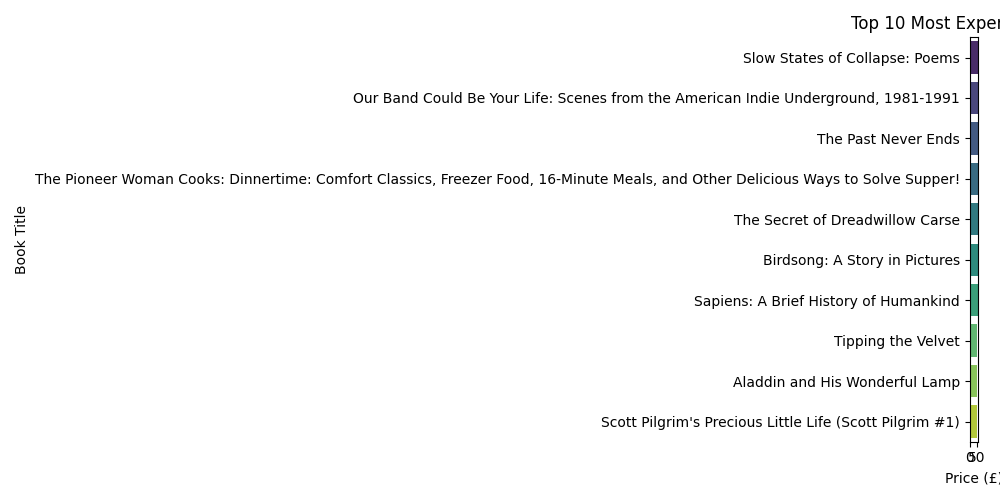 Top 10 Most Exper
Slow States of Collapse: Poems
Our Band Could Be Your Life: Scenes from the American Indie Underground, 1981-1991
The Past Never Ends
The Pioneer Woman Cooks: Dinnertime: Comfort Classics, Freezer Food, 16-Minute Meals, and Other Delicious Ways to Solve Supper!
The Secret of Dreadwillow Carse
Birdsong: A Story in Pictures
Sapiens: A Brief History of Humankind
Tipping the Velvet
Aladdin and His Wonderful Lamp
Scott Pilgrim's Precious Little Life (Scott Pilgrim #1)
Book Title
0 50
Price (£)